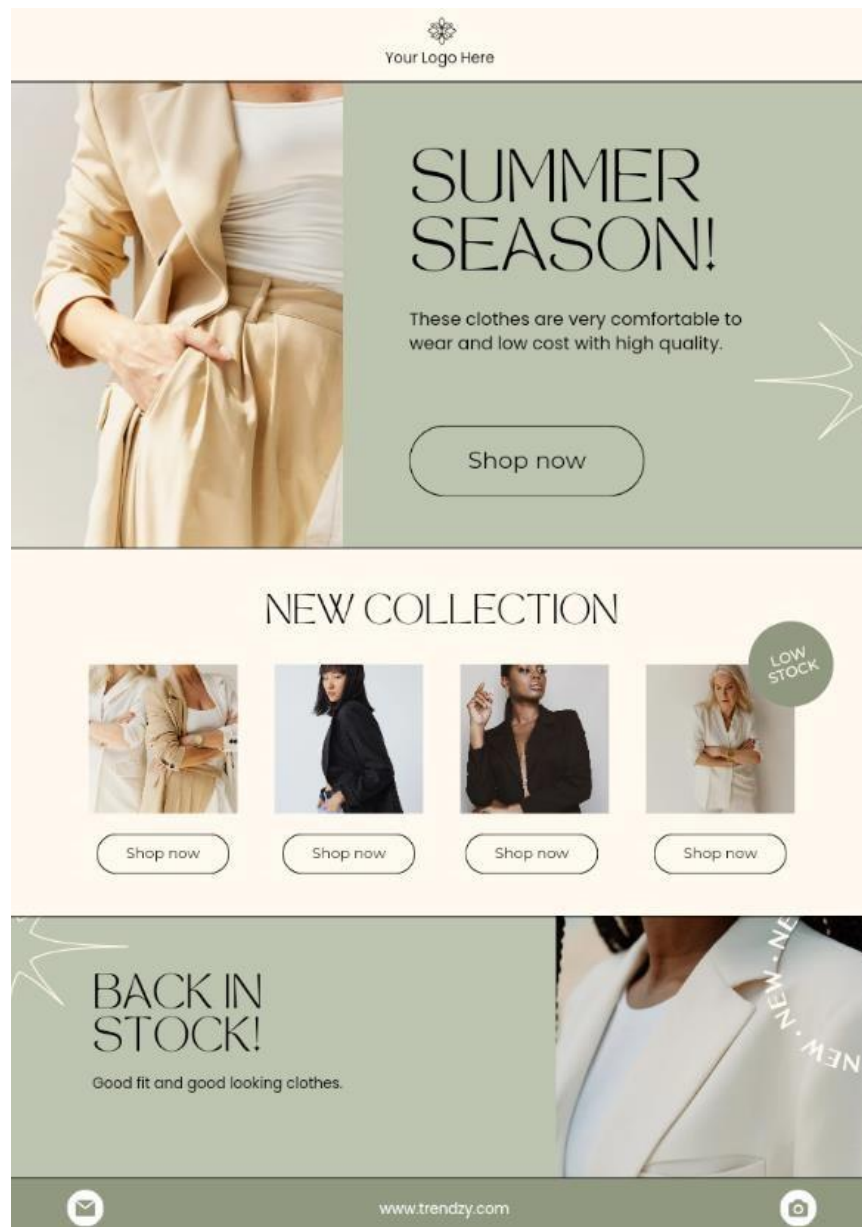 Your Logo Here
SUMMER
SEASON!
These clothes are very comfortable to
wear and low cost with high quality.
Shop now
NEW COLLECTION
LOW
STOCK
Shop now
Shop now
Shop now
Shop now
BACK IN
STOCK!
Good fit and good looking clothes.
NEW · NEW · NEW
www.trendzy.com